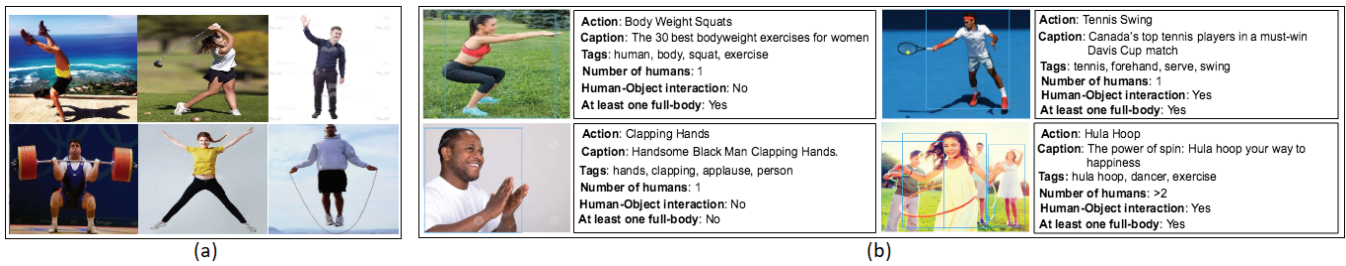 Action: Body Weight Squats
Caption: The 30 best bodyweight exercises for women
Tags: human, body, squat, exercise
Number of humans: 1
Human-Object interaction: No
At least one full-body: Yes
Action: Tennis Swing
Caption: Canada's top tennis players in a must-win
Davis Cup match
Tags: tennis, forehand, serve, swing
Number of humans: 1
Human-Object interaction: Yes
At least one full-body: Yes
Action: Clapping Hands
Caption: Handsome Black Man Clapping Hands.
Tags: hands, clapping, applause, person
Number of humans: 1
Human-Object interaction: No
At least one full-body: No
Action: Hula Hoop
Caption: The power of spin: Hula hoop your way to
happiness
Tags: hula hoop, dancer, exercise
Number of humans: >2
Human-Object interaction: Yes
At least one full-body: Yes
(a)
(b)